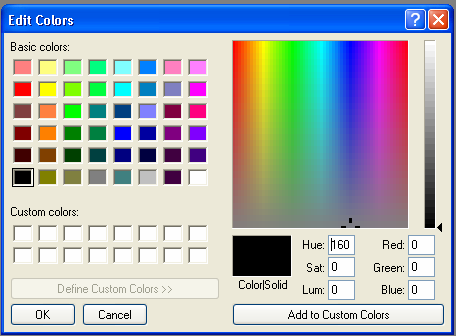 Edit Colors
Basic colors:
Custom colors:
Define Custom Colors >>
OK
Cancel
Color|Solid
Hue: 160
Sat: 0
Lum: 0
Red: 0
Green: 0
Blue: 0
Add to Custom Colors